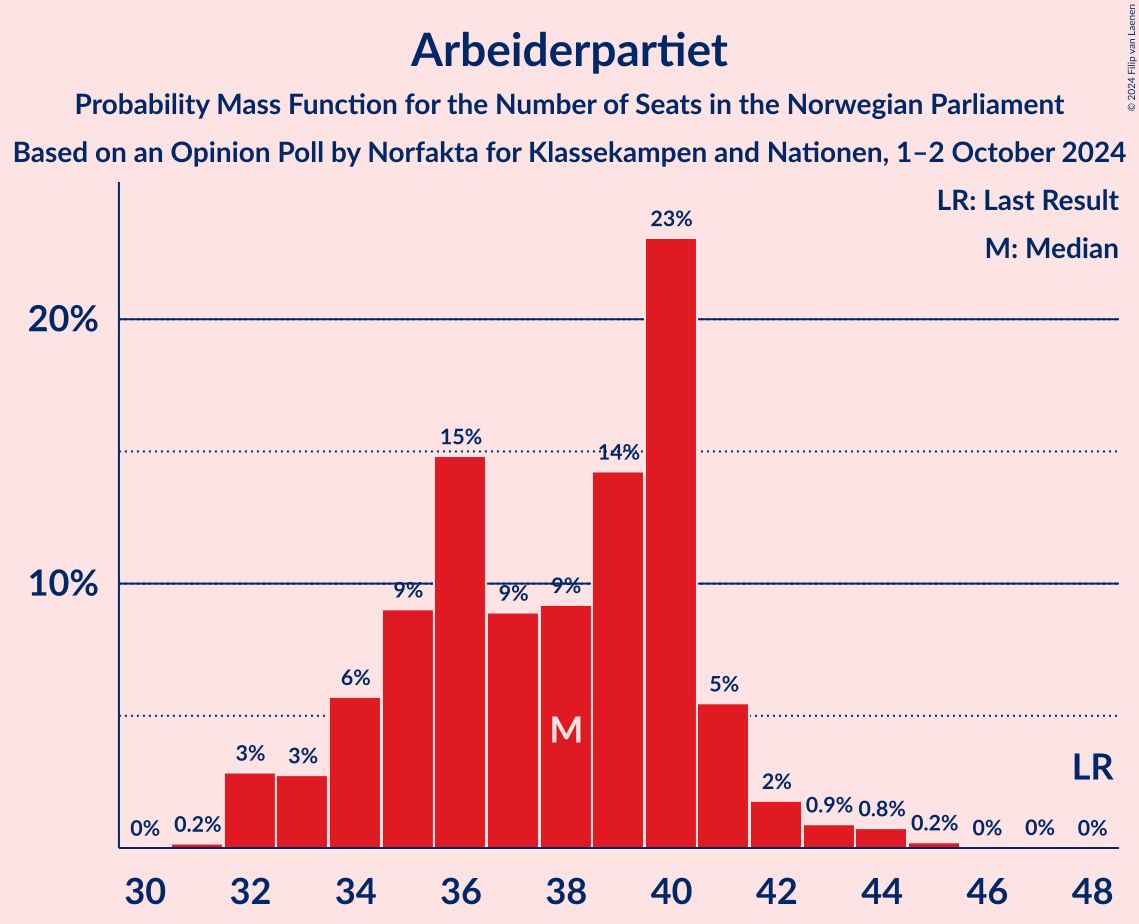 Arbeiderpartiet
Probability Mass Function for the Number of Seats in the Norwegian Parliament
Based on an Opinion Poll by Norfakta for Klassekampen and Nationen, 1–2 October 2024
© 2024 Filip van Laenen
LR: Last Result
M: Median
20%
10%
0%
0.2%
3%
3%
6%
9%
15%
9%
9%
14%
23%
5%
2%
0.9%
0.8%
0.2%
0%
0%
0%
M
LR
30 32 34 36 38 40 42 44 46 48